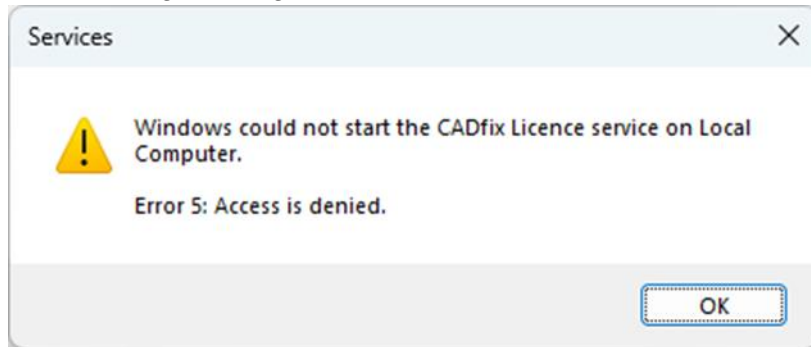 Services
Windows could not start the CADfix Licence service on Local
Computer.
Error 5: Access is denied.
OK